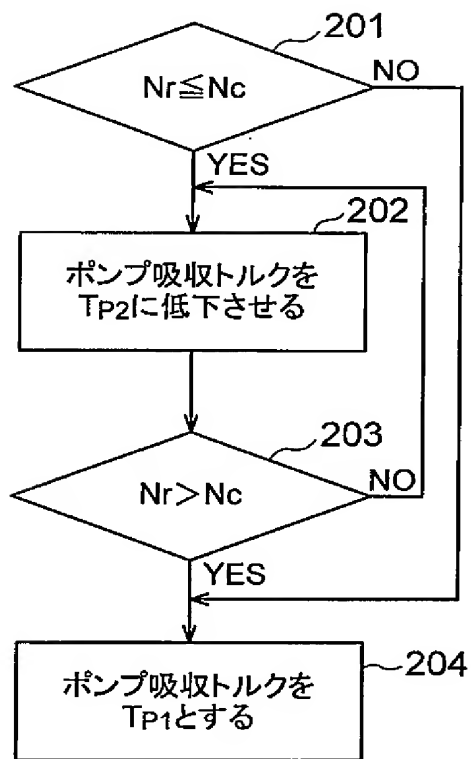 201
Nr≦Nc
NO
YES
202
ポンプ吸収トルクを
TP2に低下させる
203
Nr＞Nc
NO
YES
204
ポンプ吸収トルクを
TP1とする